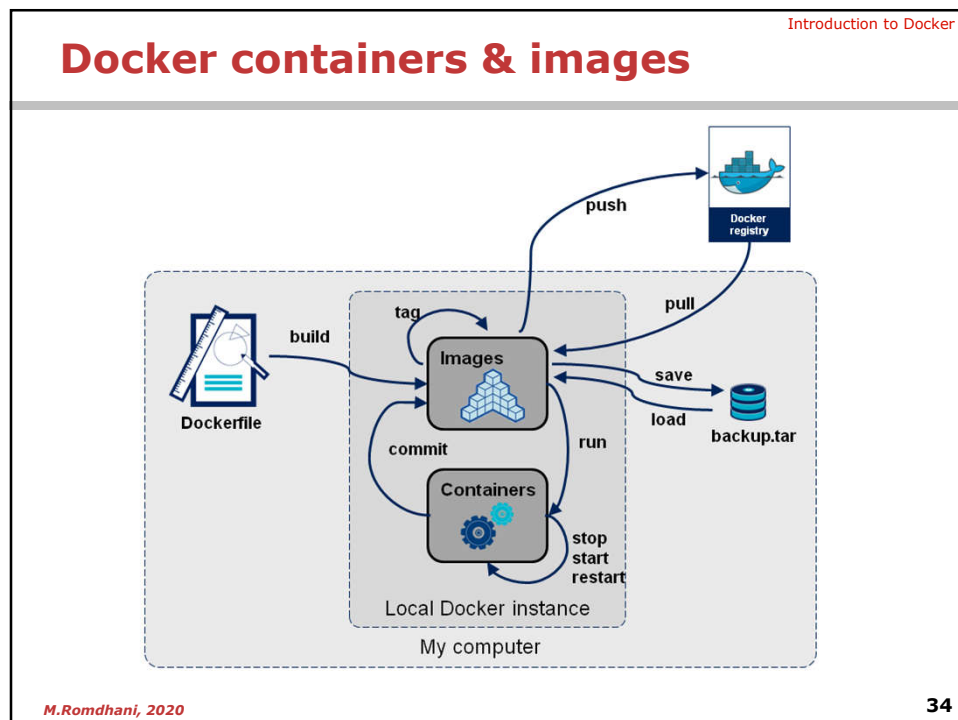 Introduction to Docker
Docker containers & images
push
Docker
registry
pull
tag
build
Images
save
load
Dockerfile
backup.tar
commit
run
Containers
stop
start
restart
Local Docker instance
My computer
M.Romdhani, 2020
34